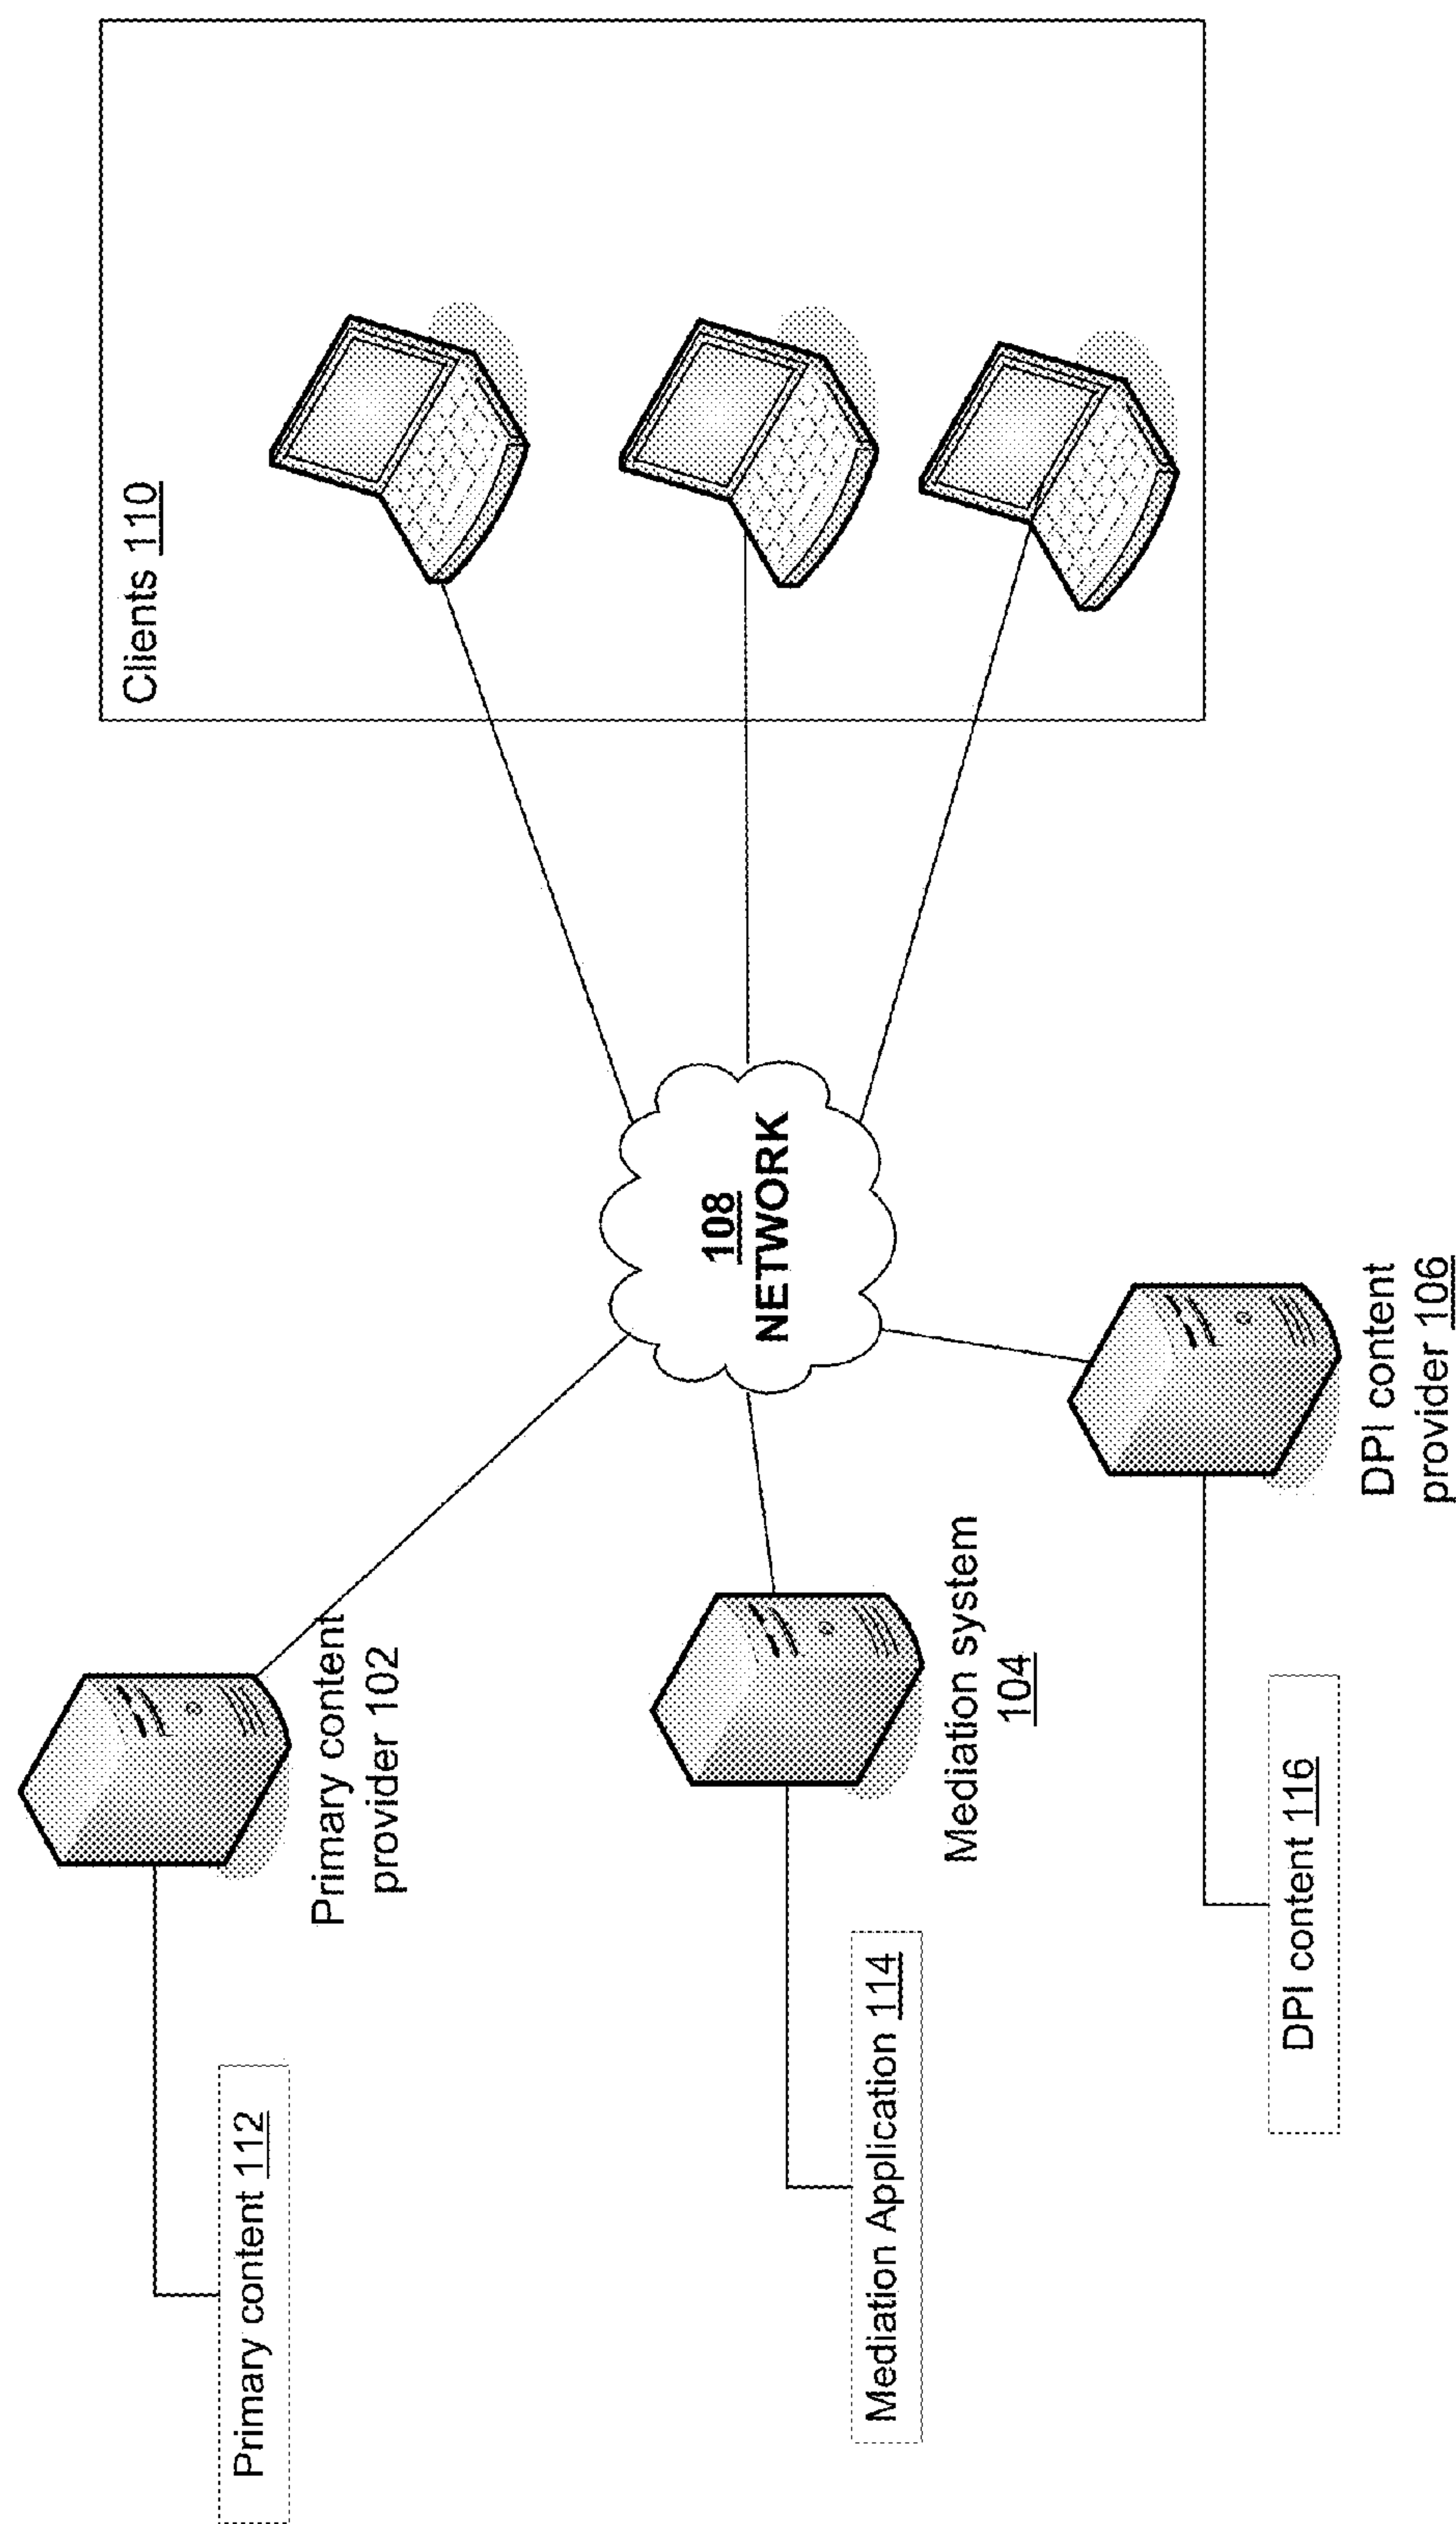 Primary content 112
Primary content
provider 102
Mediation Application 114
Mediation system
104
DPI content 116
DPI content
provider 106
108
NETWORK
Clients 110